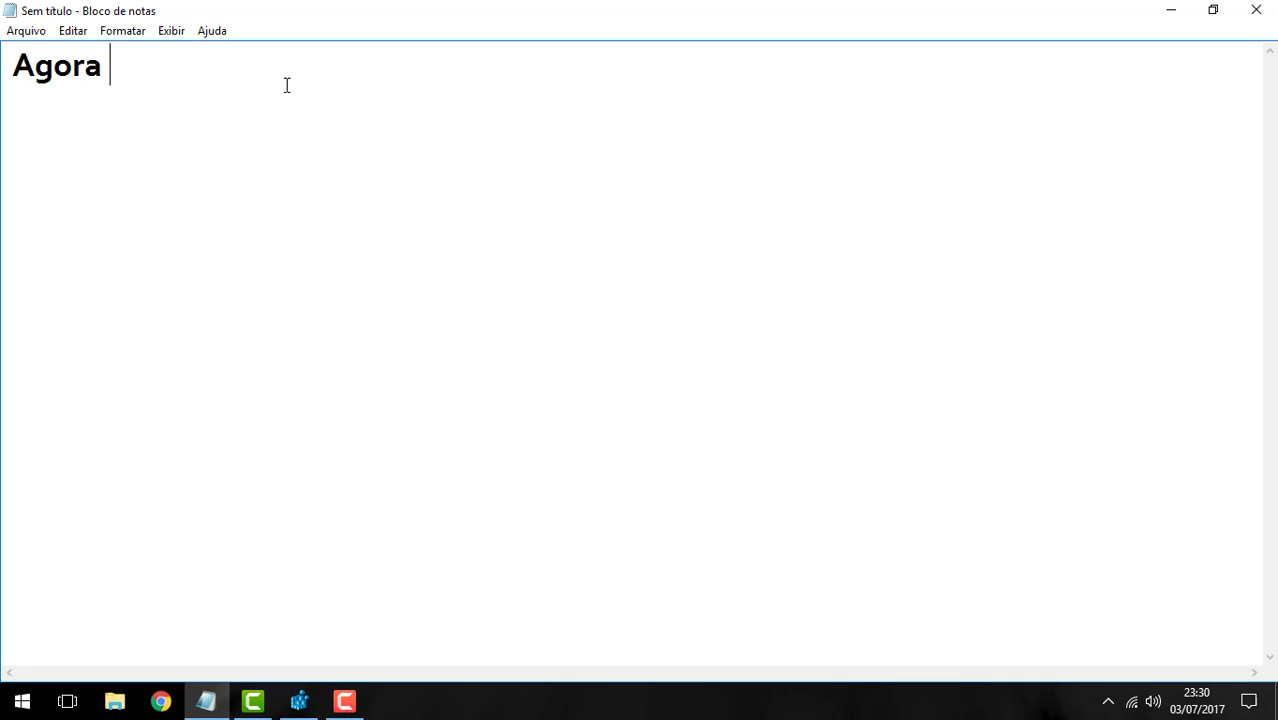 Sem título - Bloco de notas
Arquivo Editar Formatar Exibir Ajuda
Agora
23:30
03/07/2017